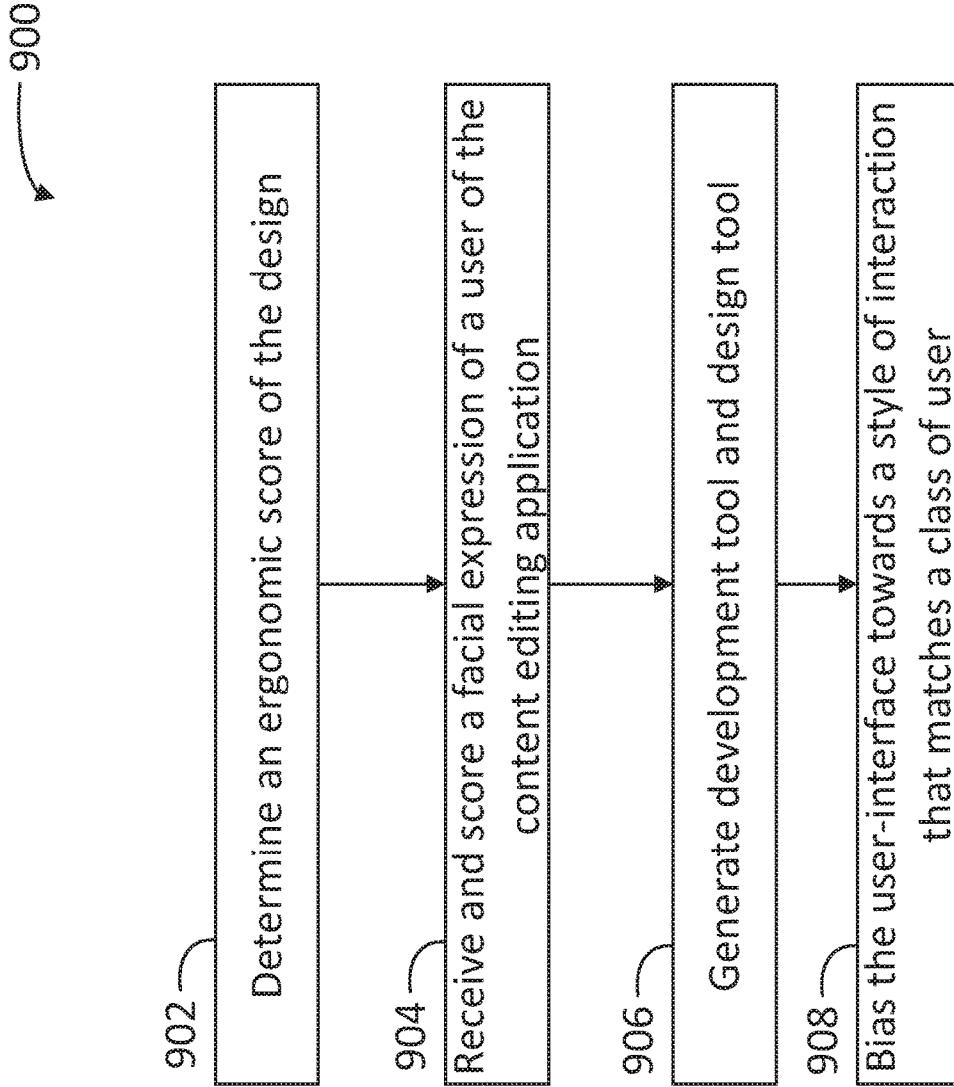 900
902
Determine an ergonomic score of the design
904
Receive and score a facial expression of a user of the
content editing application
906
Generate development tool and design tool
908
Bias the user-interface towards a style of interaction
that matches a class of user